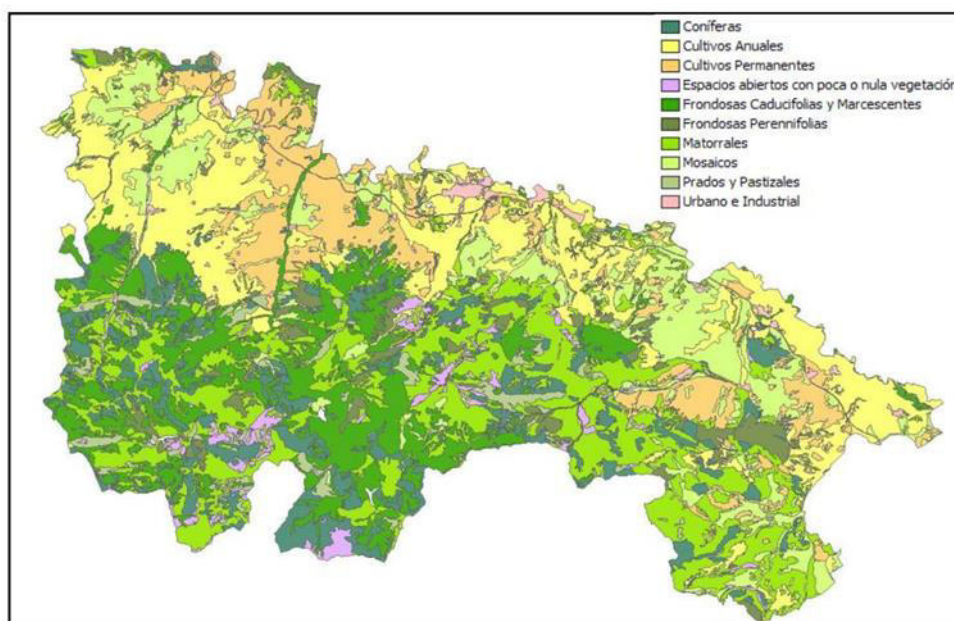 Coníferas
Cultivos Anuales
Cultivos Permanentes
Espacios abiertos con poca o nula vegetación
Frondosas Caducifolias y Marcescentes
Frondosas Perennifolias
Matorrales
Mosaicos
Prados y Pastizales
Urbano e Industrial